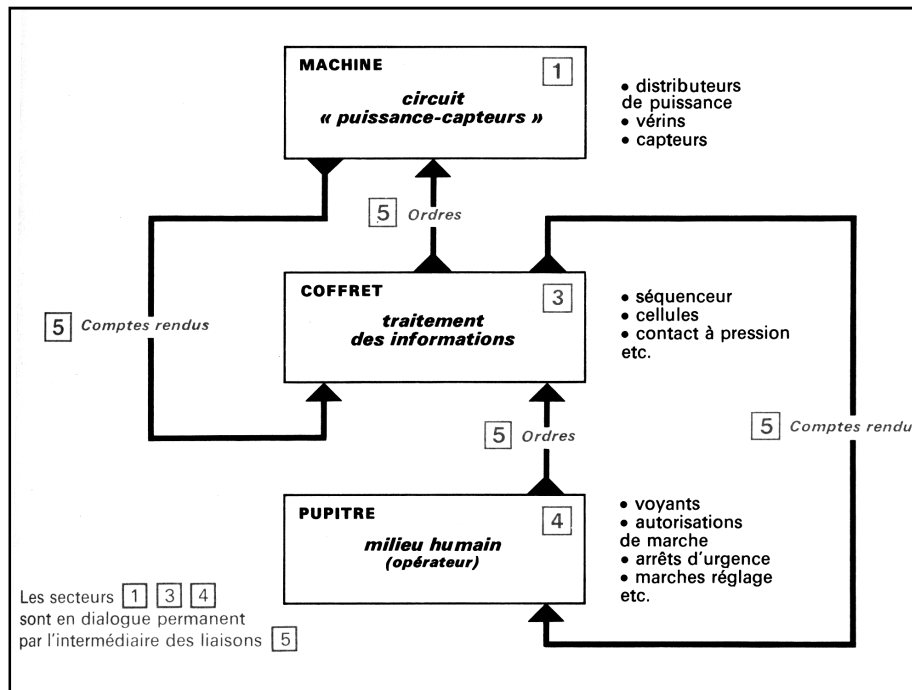 MACHINE
1
circuit
« puissance-capteurs »
• distributeurs
de puissance
• vérins
• capteurs
5 Ordres
COFFRET
3
traitement
des informations
• séquenceur
• cellules
• contact à pression
etc.
5 Comptes rendus
5 Ordres
5 Comptes rendu
PUPITRE
4
milieu humain
(opérateur)
• voyants
• autorisations
de marche
• arrêts d'urgence
• marches réglage
etc.
Les secteurs 1 3 4
sont en dialogue permanent
par l'intermédiaire des liaisons 5